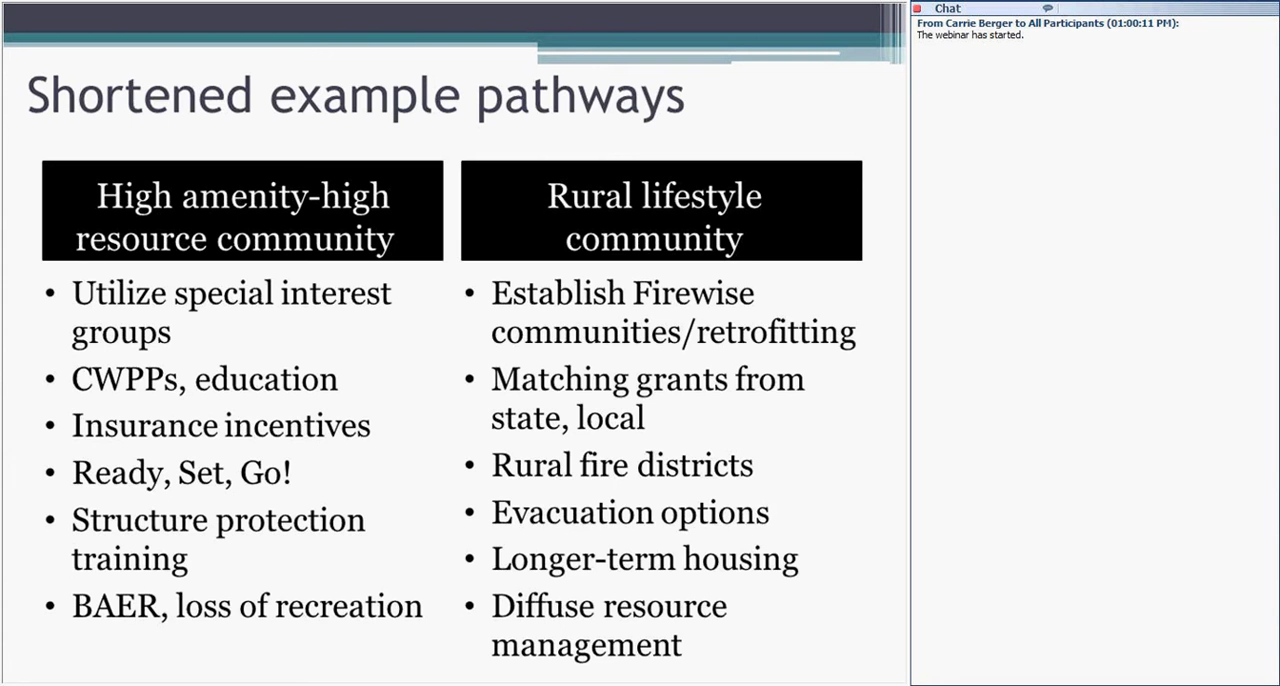 Shortened example pathways
High amenity-high
resource community
• Utilize special interest
groups
• CWPPs, education
• Insurance incentives
• Ready, Set, Go!
• Structure protection
training
• BAER, loss of recreation
Rural lifestyle
community
• Establish Firewise
communities/retrofitting
• Matching grants from
state, local
• Rural fire districts
• Evacuation options
• Longer-term housing
• Diffuse resource
management
Chat
From Carrie Berger to All Participants (01:00:11 PM):
The webinar has started.